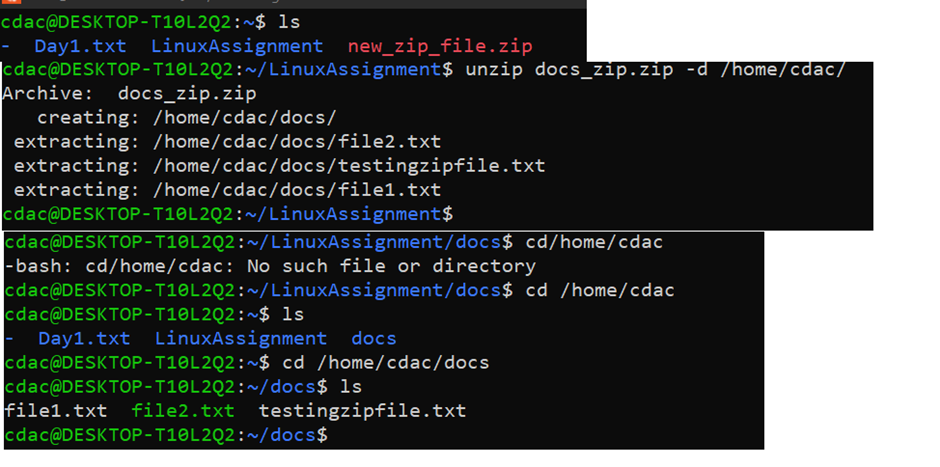 cdac@DESKTOP-T10L2Q2:~$ ls
-  Day1.txt  LinuxAssignment  new_zip_file.zip
cdac@DESKTOP-T10L2Q2:~/LinuxAssignment$ unzip docs_zip.zip -d /home/cdac/
Archive:  docs_zip.zip
   creating: /home/cdac/docs/
 extracting: /home/cdac/docs/file2.txt
 extracting: /home/cdac/docs/testingzipfile.txt
 extracting: /home/cdac/docs/file1.txt
cdac@DESKTOP-T10L2Q2:~/LinuxAssignment$
cdac@DESKTOP-T10L2Q2:~/LinuxAssignment/docs$ cd/home/cdac
-bash: cd/home/cdac: No such file or directory
cdac@DESKTOP-T10L2Q2:~/LinuxAssignment/docs$ cd /home/cdac
cdac@DESKTOP-T10L2Q2:~$ ls
-  Day1.txt  LinuxAssignment  docs
cdac@DESKTOP-T10L2Q2:~$ cd /home/cdac/docs
cdac@DESKTOP-T10L2Q2:~/docs$ ls
file1.txt  file2.txt  testingzipfile.txt
cdac@DESKTOP-T10L2Q2:~/docs$